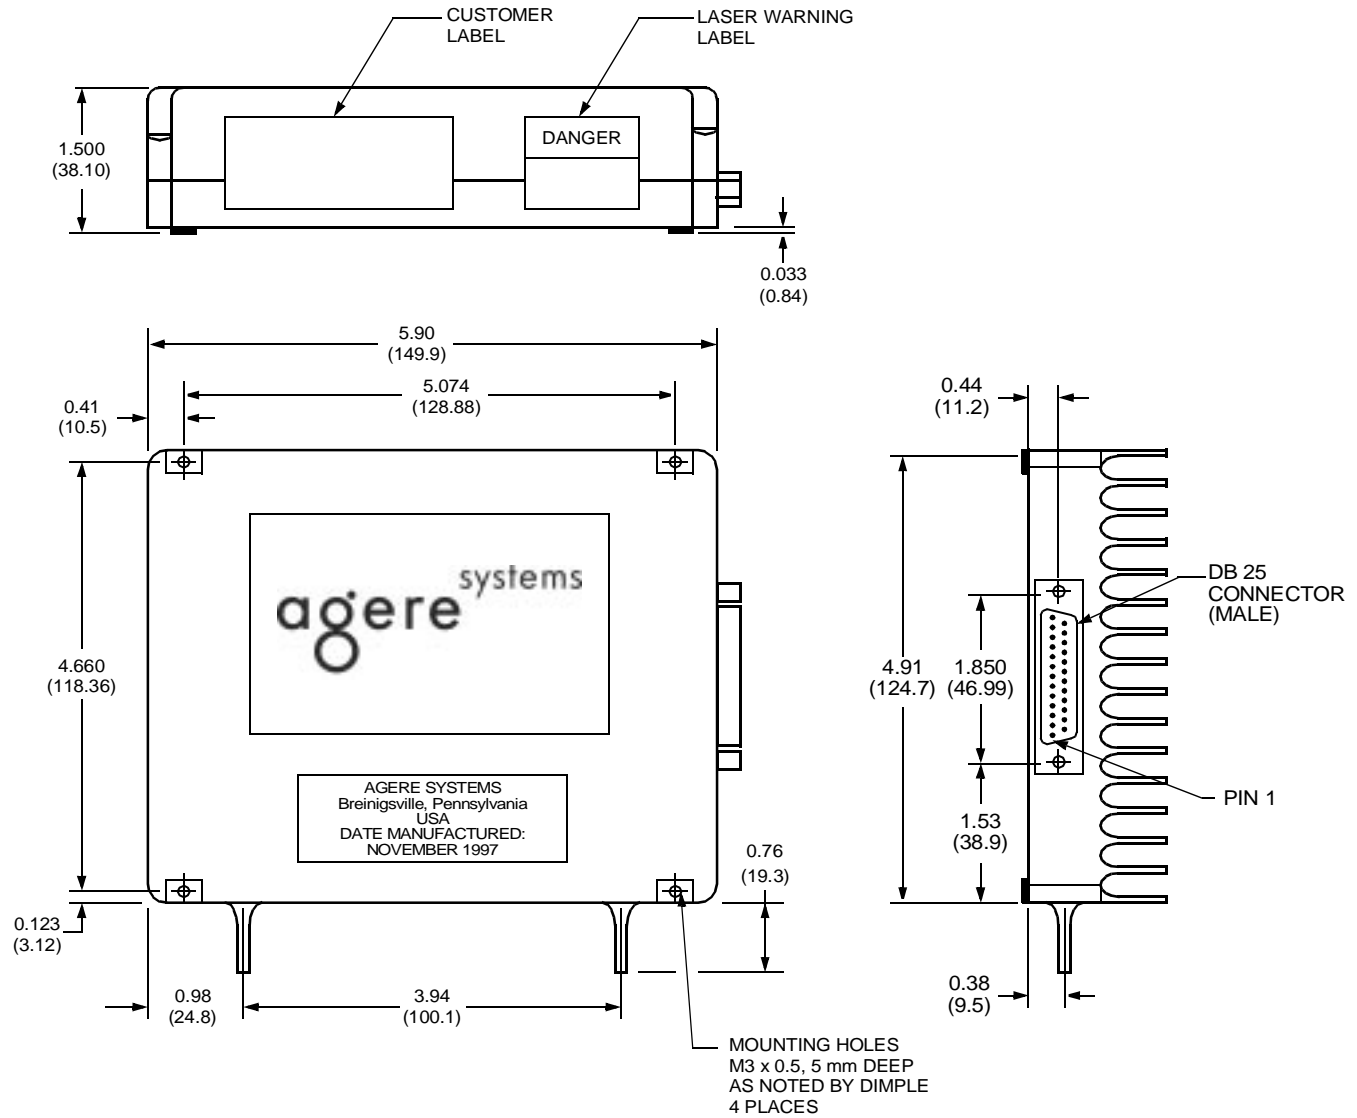 CUSTOMER
LABEL
LASER WARNING
LABEL
DANGER
1.500
(38.10)
0.033
(0.84)
5.90
(149.9)
5.074
(128.88)
0.41
(10.5)
0.44
(11.2)
systems
agere
DB 25
CONNECTOR
(MALE)
4.660
(118.36)
4.91
(124.7)
1.850
(46.99)
AGERE SYSTEMS
Breinigsville, Pennsylvania
USA
DATE MANUFACTURED:
NOVEMBER 1997
PIN 1
1.53
(38.9)
0.76
(19.3)
0.123
(3.12)
0.98
(24.8)
3.94
(100.1)
0.38
(9.5)
MOUNTING HOLES
M3 x 0.5, 5 mm DEEP
AS NOTED BY DIMPLE
4 PLACES